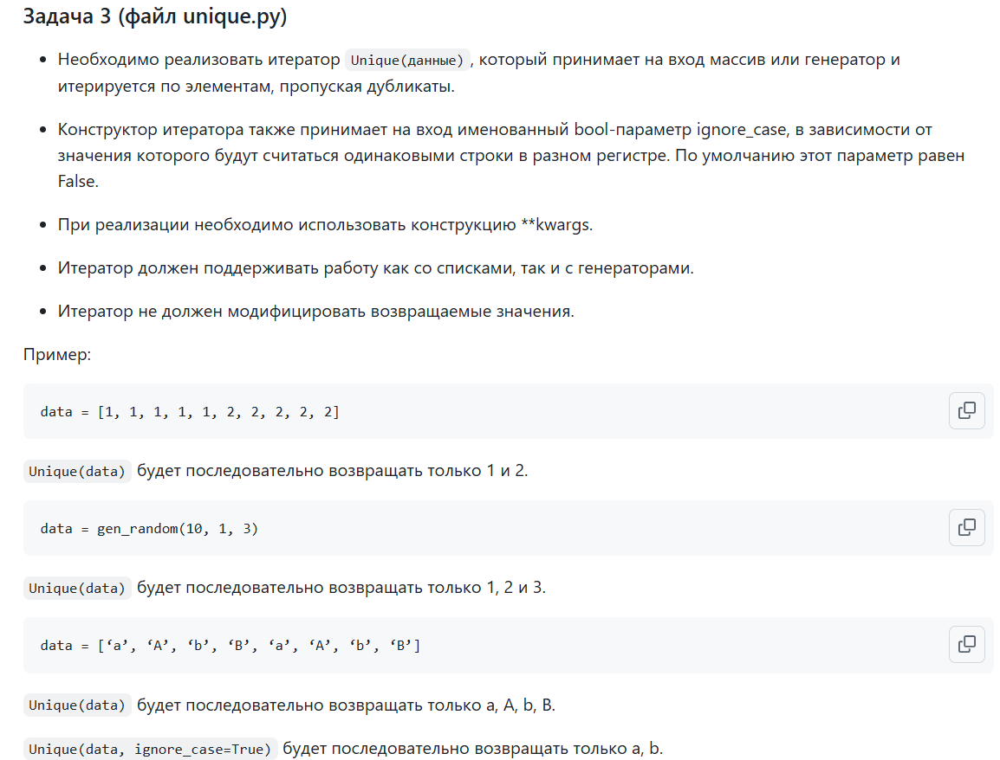 Задача 3 (файл unique.py)
Необходимо реализовать итератор Unique(данные), который принимает на вход массив или генератор и
итерируется по элементам, пропуская дубликаты.
Конструктор итератора также принимает на вход именованный bool-параметр ignore_case, в зависимости от
значения которого будут считаться одинаковыми строки в разном регистре. По умолчанию этот параметр равен
False.
При реализации необходимо использовать конструкцию **kwargs.
Итератор должен поддерживать работу как со списками, так и с генераторами.
Итератор не должен модифицировать возвращаемые значения.
Пример:
data = [1, 1, 1, 1, 1, 2, 2, 2, 2, 2]
Unique(data) будет последовательно возвращать только 1 и 2.
data = gen_random(10, 1, 3)
Unique(data) будет последовательно возвращать только 1, 2 и 3.
data = [‘a’, ‘A’, ‘b’, ‘B’, ‘a’, ‘A’, ‘b’, ‘B’]
Unique(data) будет последовательно возвращать только a, A, b, B.
Unique(data, ignore_case=True) будет последовательно возвращать только a, b.